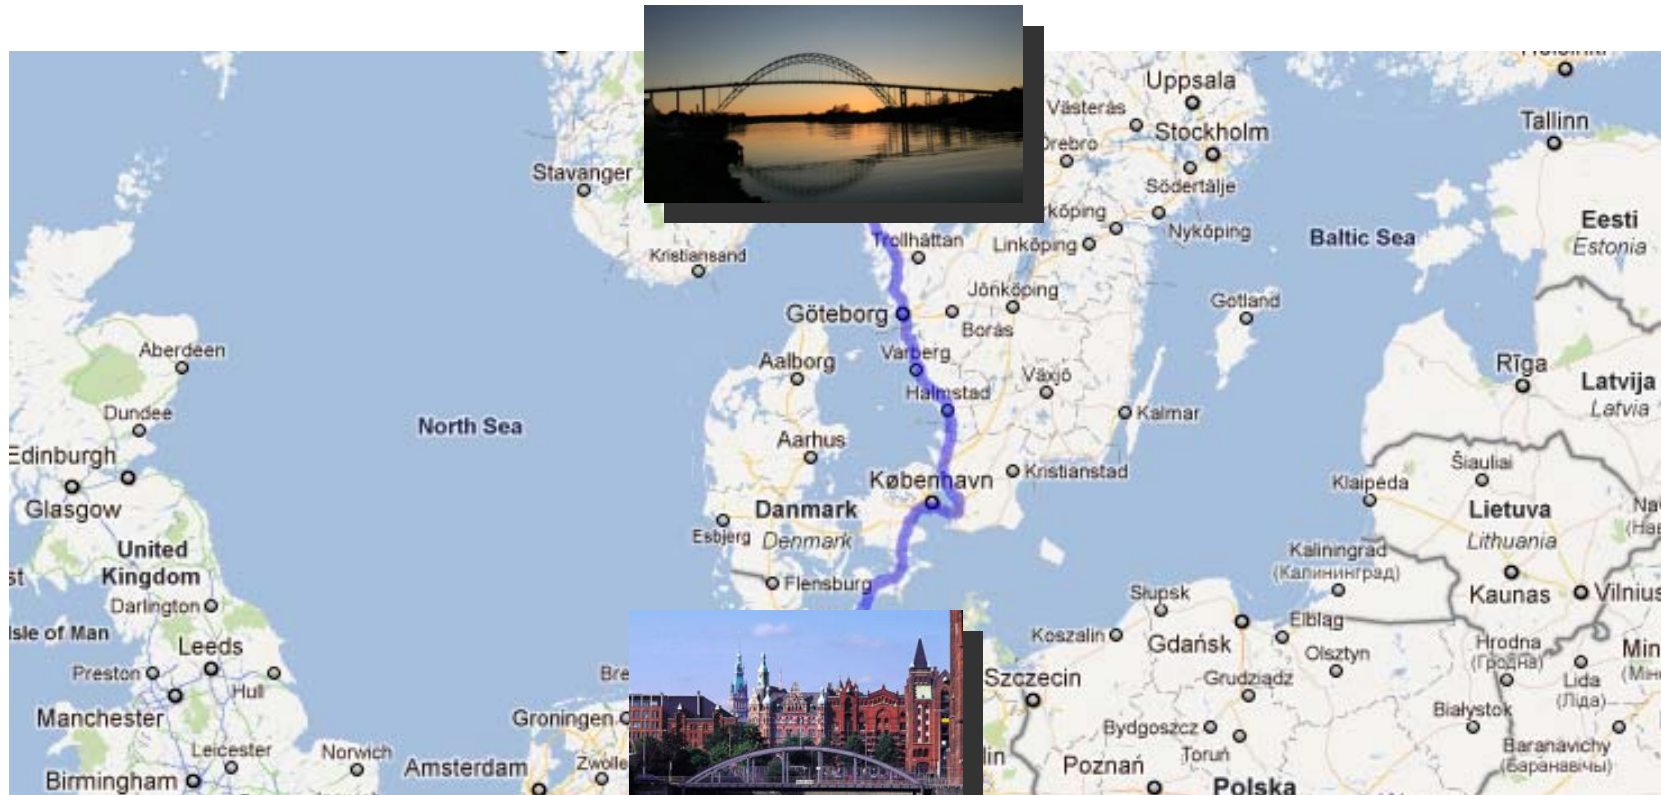 Uppsala
Västerås
Tallinn
Stockholm
Stavanger
Södertälje
Nyköping
Eesti
Estonia
Baltic Sea
Trollhättan
Linköping
Kristiansand
Jönköping
Gotland
Göteborg
Borås
Aberdeen
Varberg
Aalborg
Växjö
Rīga
Latvija
Latvia
Halmstad
Dundee
Kalmar
North Sea
Aarhus
Edinburgh
Kristianstad
Šiauliai
København
Klaipėda
Glasgow
Danmark
Denmark
Esbjerg
Lietuva
Lithuania
United
Kingdom
Kaliningrad
(Калининград)
Flensburg
Darlington
Słupsk
Kaunas
Vilnius
Elbląg
Isle of Man
Koszalin
Gdańsk
Hrodna
(Гродна)
Leeds
Olsztyn
Preston
Hull
Szczecin
Grudziądz
Lida
(Ліда)
Manchester
Groningen
Białystok
Bydgoszcz
Toruń
Leicester
Norwich
Amsterdam
Zwolle
Baranavichy
(Баранавічы)
Poznań
Birmingham
Polska